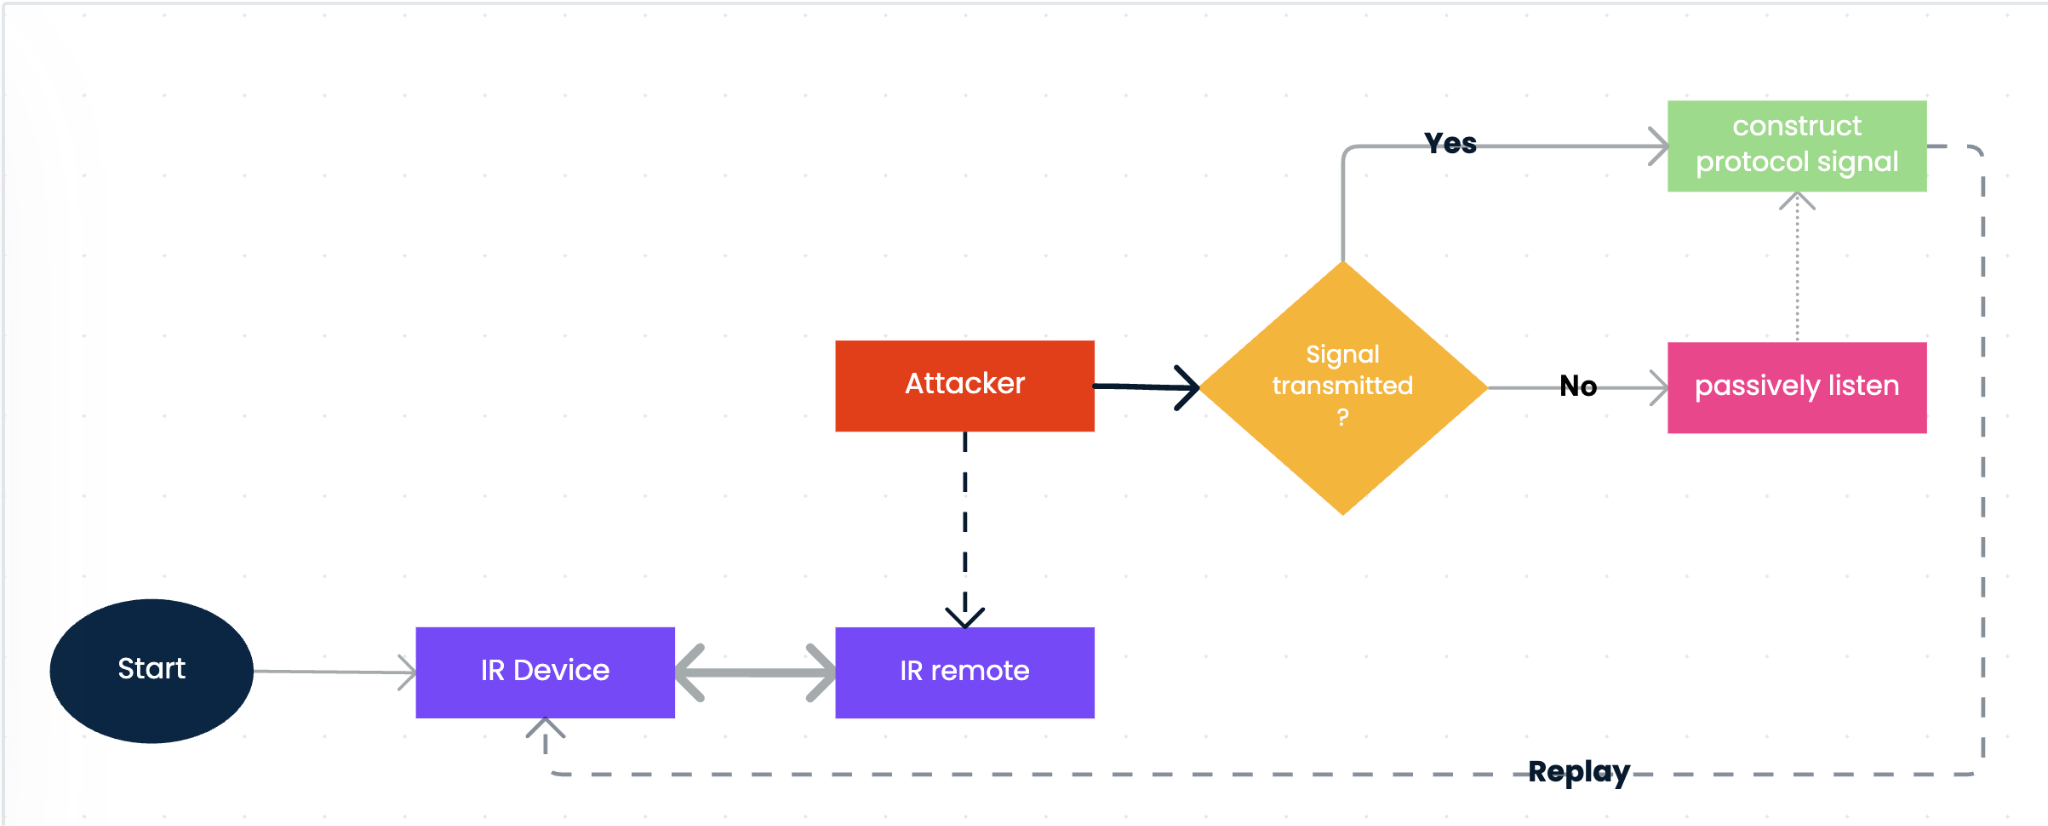 Yes
construct
protocol signal
Attacker
Signal
transmitted
?
No
passively listen
Start
IR Device
IR remote
Replay